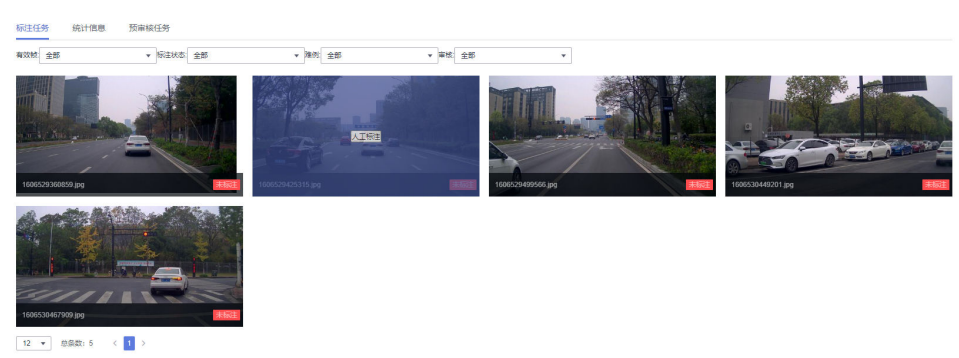 标注任务 统计信息 预审核任务
有效帧: 全部 标注状态: 全部 难例: 全部 审核: 全部
人工标注
1606529360859.jpg 未标注 1606529425315.jpg 未标注 1606529499566.jpg 未标注 1606530449201.jpg 未标注
1606530467909.jpg 未标注
12 总条数: 5 < 1 >